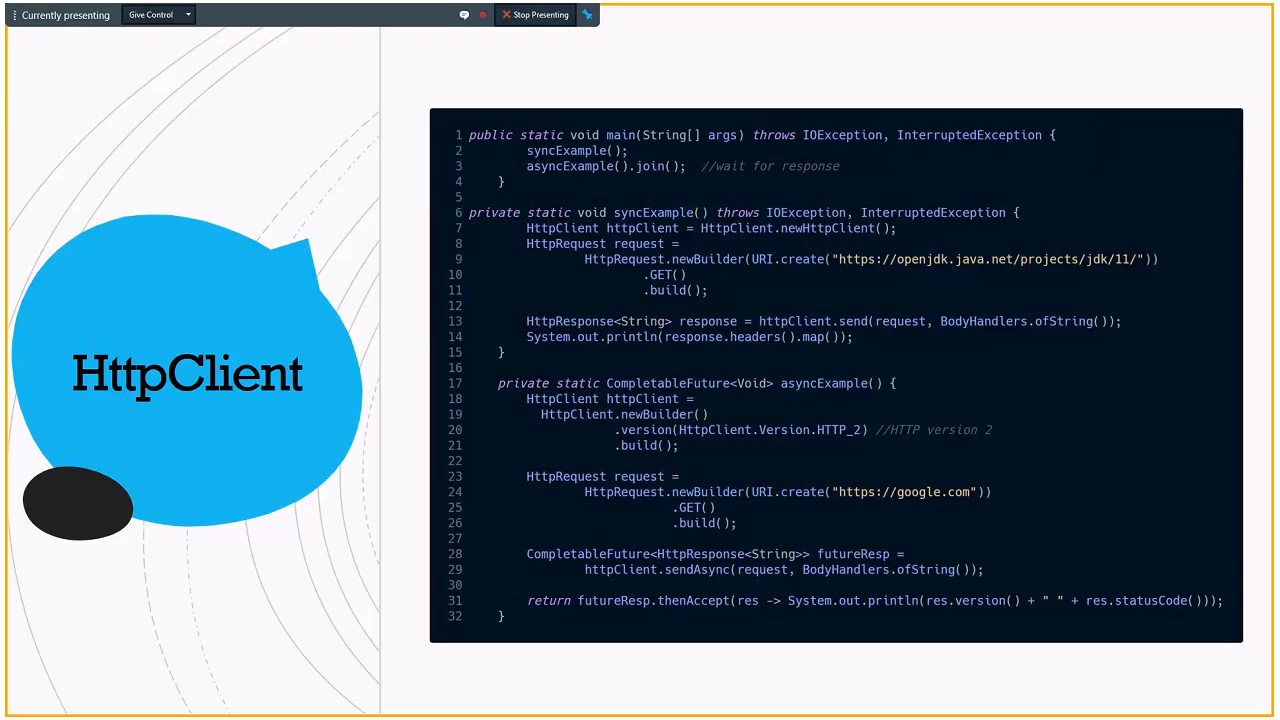 Currently presenting
Give Control
Stop Presenting
HttpClient
1 public static void main(String[] args) throws IOException, InterruptedException {
2 syncExample();
3 asyncExample().join(); //wait for response
4 }
5
6 private static void syncExample() throws IOException, InterruptedException {
7 HttpClient httpClient = HttpClient.newHttpClient();
8 HttpRequest request =
9 HttpRequest.newBuilder(URI.create("https://openjdk.java.net/projects/jdk/11/"))
10 .GET()
11 .build();
12
13 HttpResponse<String> response = httpClient.send(request, BodyHandlers.ofString());
14 System.out.println(response.headers().map());
15 }
16
17 private static CompletableFuture<Void> asyncExample() {
18 HttpClient httpClient =
19 HttpClient.newBuilder()
20 .version(HttpClient.Version.HTTP_2) //HTTP version 2
21 .build();
22
23 HttpRequest request =
24 HttpRequest.newBuilder(URI.create("https://google.com"))
25 .GET()
26 .build();
27
28 CompletableFuture<HttpResponse<String>> futureResp =
29 httpClient.sendAsync(request, BodyHandlers.ofString());
30
31 return futureResp.thenAccept(res -> System.out.println(res.version() + " " + res.statusCode()));
32 }